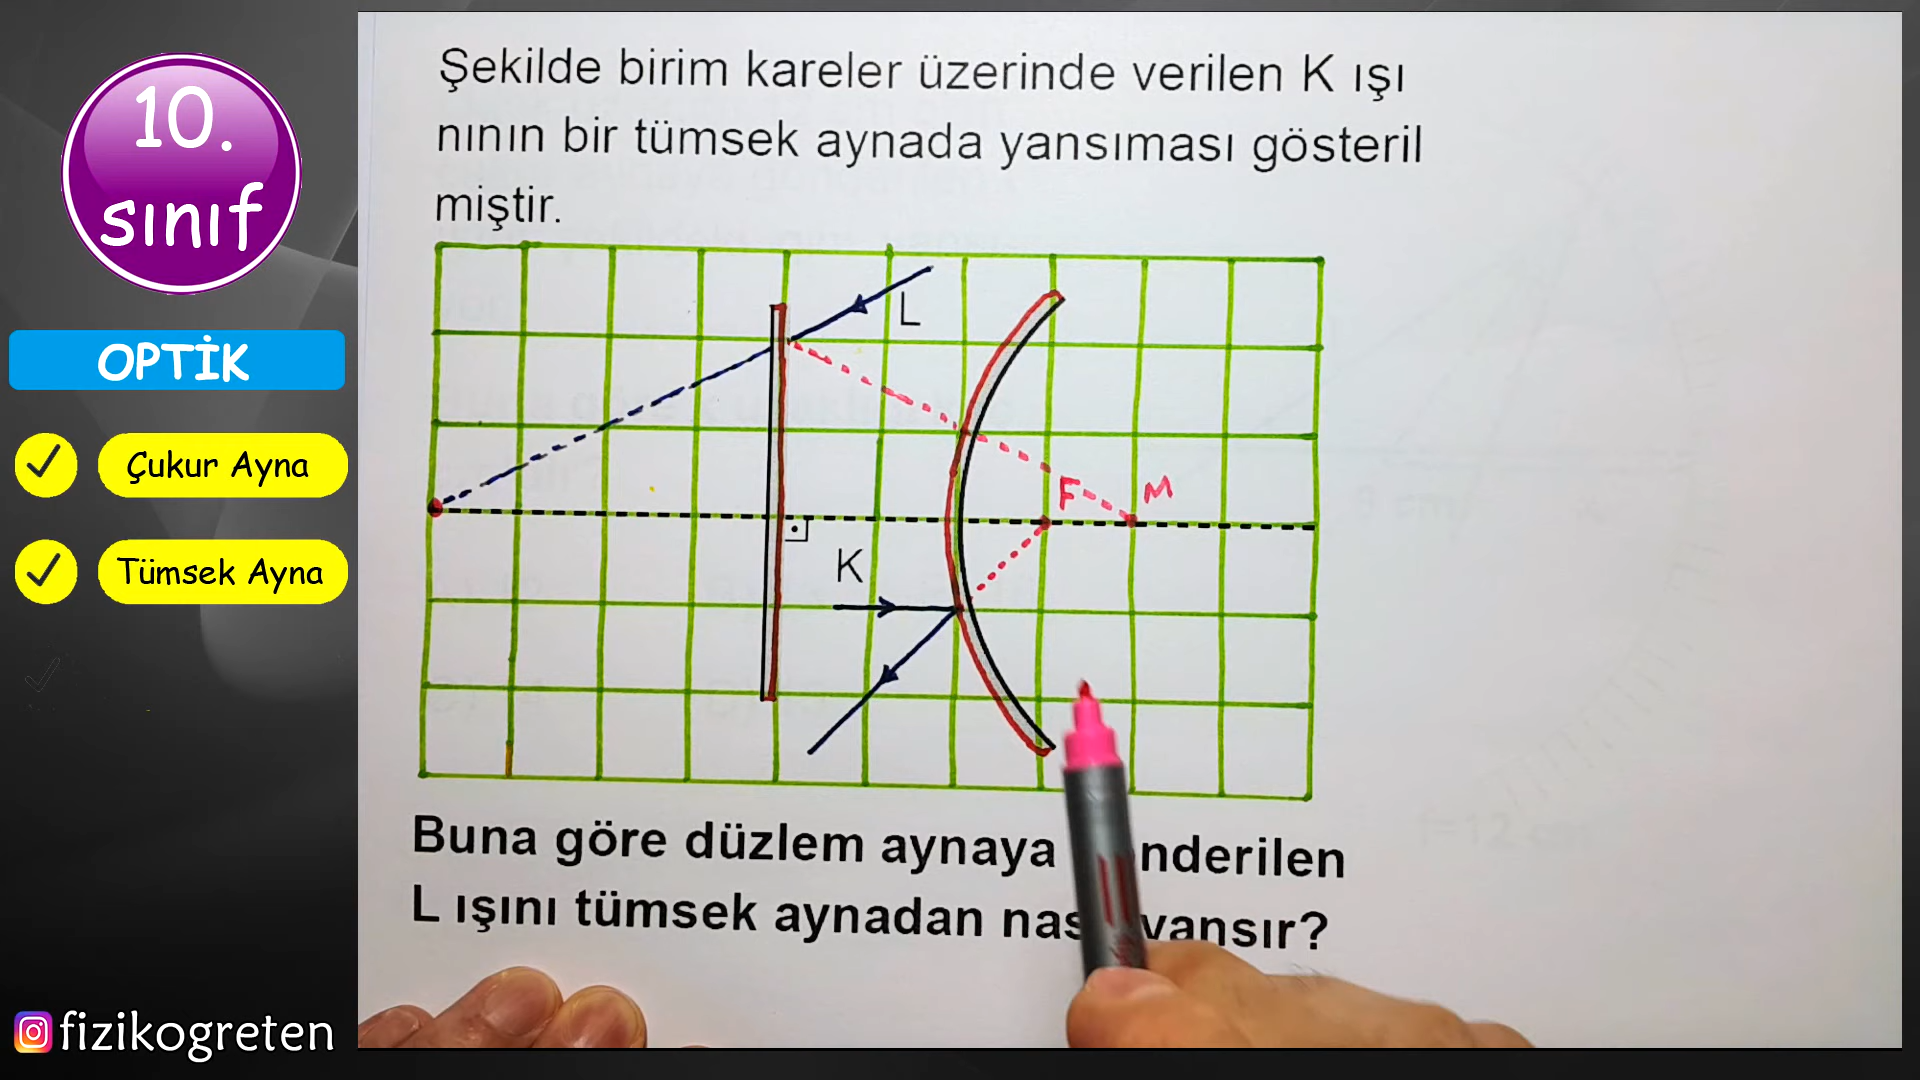 10.
sınıf
OPTİK
Çukur Ayna
Tümsek Ayna
fizikogreten
Şekilde birim kareler üzerinde verilen K ışı
nının bir tümsek aynada yansıması gösteril
miştir.
L
F M
K
Buna göre düzlem aynaya nderilen
L ışını tümsek aynadan nas yansır?